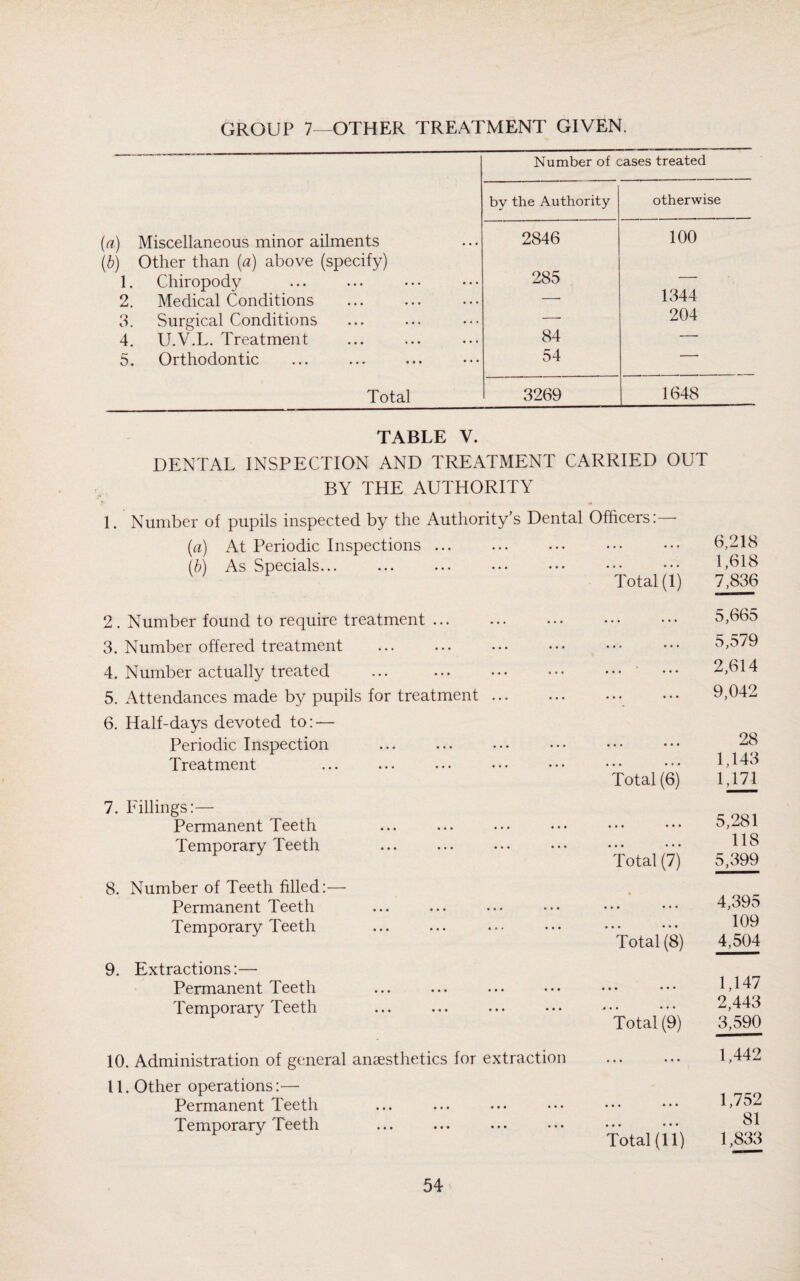 GROUP 7—OTHER TREATMENT GIVEN.
Number of cases treated
by the Authority otherwise
(a) Miscellaneous minor ailments ... 2846 100
(b) Other than (a) above (specify)
1. Chiropody ... ... ... ... 285 —
2. Medical Conditions ... ... ... — 1344
3. Surgical Conditions ... ... ... — 204
4. U.V.L. Treatment ... ... ... 84 —
5. Orthodontic ... ... ... ... 54 —
Total 3269 1648
TABLE V.
DENTAL INSPECTION AND TREATMENT CARRIED OUT
BY THE AUTHORITY
1. Number of pupils inspected by the Authority's Dental Officers:—
(a) At Periodic Inspections ... ... ... ... ... 6,218
(b) As Specials... ... ... ... ... ... ... 1,618
Total (1) 7,836
2. Number found to require treatment ... ... ... ... ... 5,665
3. Number offered treatment ... ... ... ... ... ... 5,579
4. Number actually treated ... ... ... ... ... ... 2,614
5. Attendances made by pupils for treatment ... ... ... ... 9,042
6. Half-days devoted to:—
Periodic Inspection ... ... ... ... ... ... 28
Treatment ... ... ... ... ... ... ... 1,143
Total (6) 1,171
7. Fillings:—
Permanent Teeth ... ... ... ... ... ... 5,281
Temporary Teeth ... ... ... ... ... ... 118
Total (7) 5,399
8. Number of Teeth filled:—
Permanent Teeth ... ... ... ... ... ... 4,395
Temporary Teeth ... ... ... ... ... ... 109
Total (8) 4,504
9. Extractions:—
Permanent Teeth ... ... ... ... ... ... 1,147
Temporary Teeth ... ... ... ... ... ... 2,443
Total (9) 3,590
10. Administration of general anæsthetics for extraction ... ... 1,442
11. Other operations:—
Permanent Teeth ... ... ... ... ... ... 1,752
Temporary Teeth ... ... ... ... ... ... 81
Total (11) 1,833
54